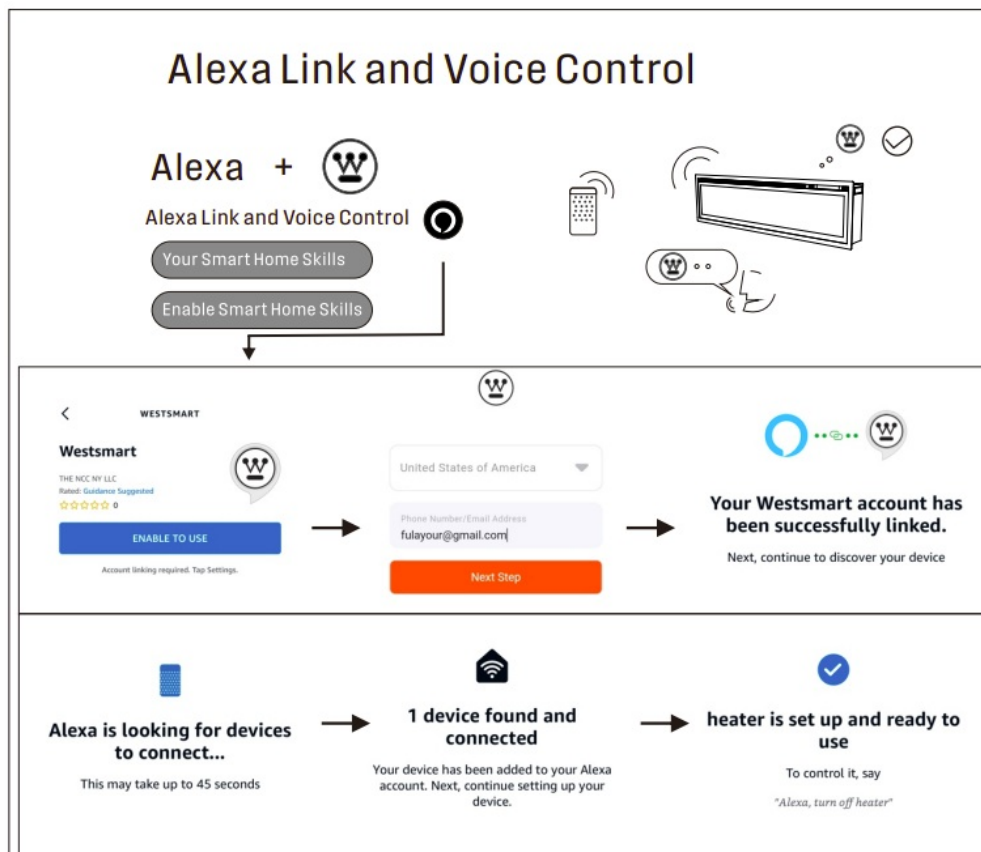 Alexa Link and Voice Control
Alexa +
Alexa Link and Voice Control
Your Smart Home Skills
Enable Smart Home Skills
WESTSMART
Westsmart
THE NCC NY LLC
Rated: Guidance Suggested
0
ENABLE TO USE
Account linking required. Tap Settings.
United States of America
Phone Number/Email Address
fulayour@gmail.com
Next Step
Your Westsmart account has
been successfully linked.
Next, continue to discover your device
Alexa is looking for devices
to connect...
This may take up to 45 seconds
1 device found and
connected
Your device has been added to your Alexa
account. Next, continue setting up your
device.
heater is set up and ready to
use
To control it, say
"Alexa, turn off heater"